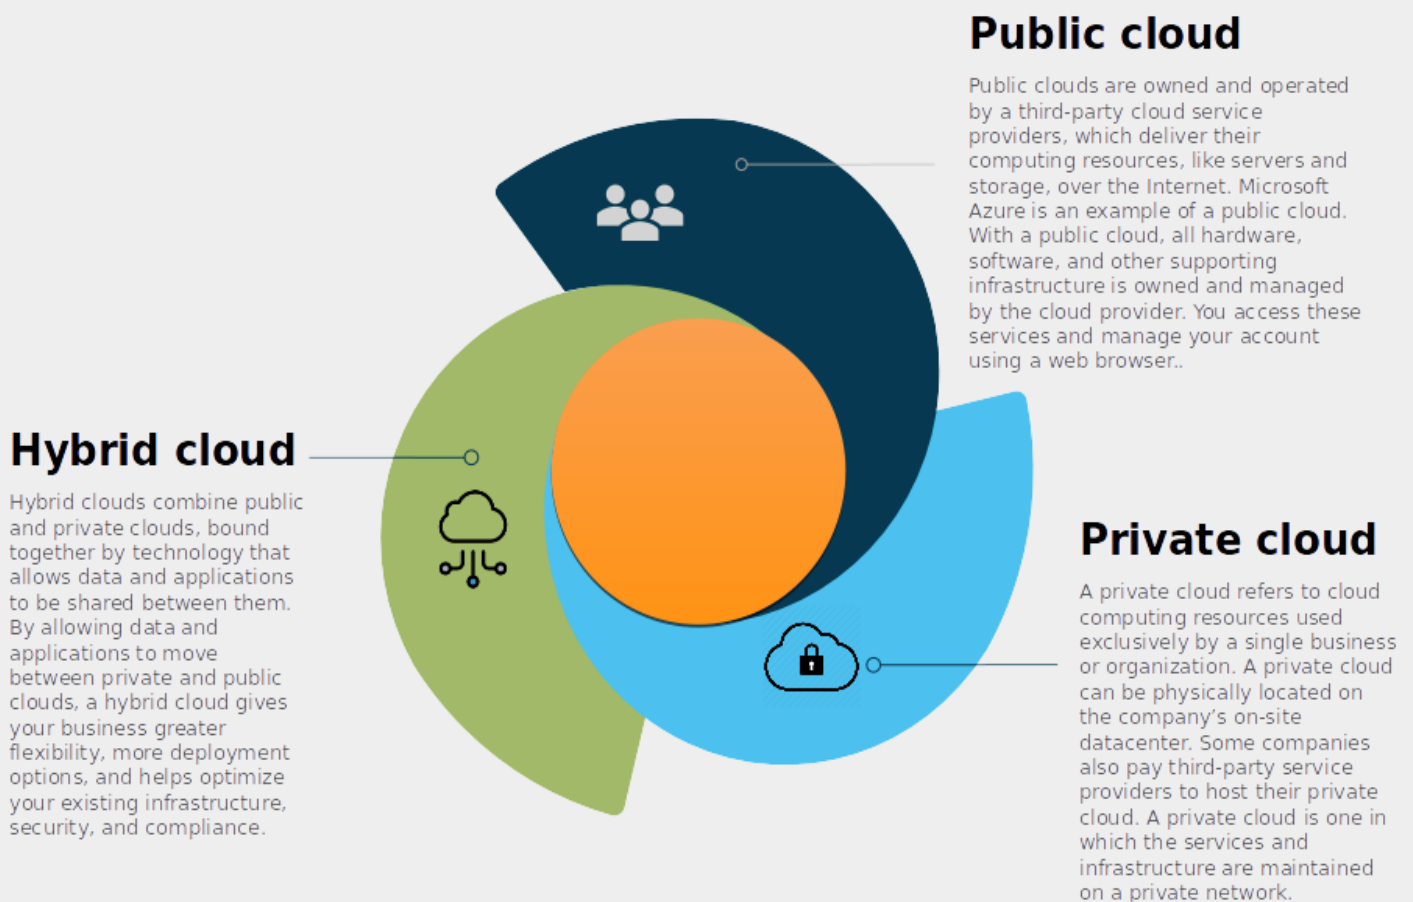 Public cloud
Public clouds are owned and operated
by a third-party cloud service
providers, which deliver their
computing resources, like servers and
storage, over the Internet. Microsoft
Azure is an example of a public cloud.
With a public cloud, all hardware,
software, and other supporting
infrastructure is owned and managed
by the cloud provider. You access these
services and manage your account
using a web browser..
Hybrid cloud
Hybrid clouds combine public
and private clouds, bound
together by technology that
allows data and applications
to be shared between them.
By allowing data and
applications to move
between private and public
clouds, a hybrid cloud gives
your business greater
flexibility, more deployment
options, and helps optimize
your existing infrastructure,
security, and compliance.
Private cloud
A private cloud refers to cloud
computing resources used
exclusively by a single business
or organization. A private cloud
can be physically located on
the company’s on-site
datacenter. Some companies
also pay third-party service
providers to host their private
cloud. A private cloud is one in
which the services and
infrastructure are maintained
on a private network.